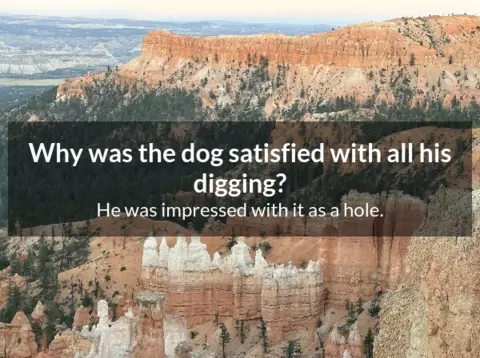 Why was the dog satisfied with all his
digging?
He was impressed with it as a hole.